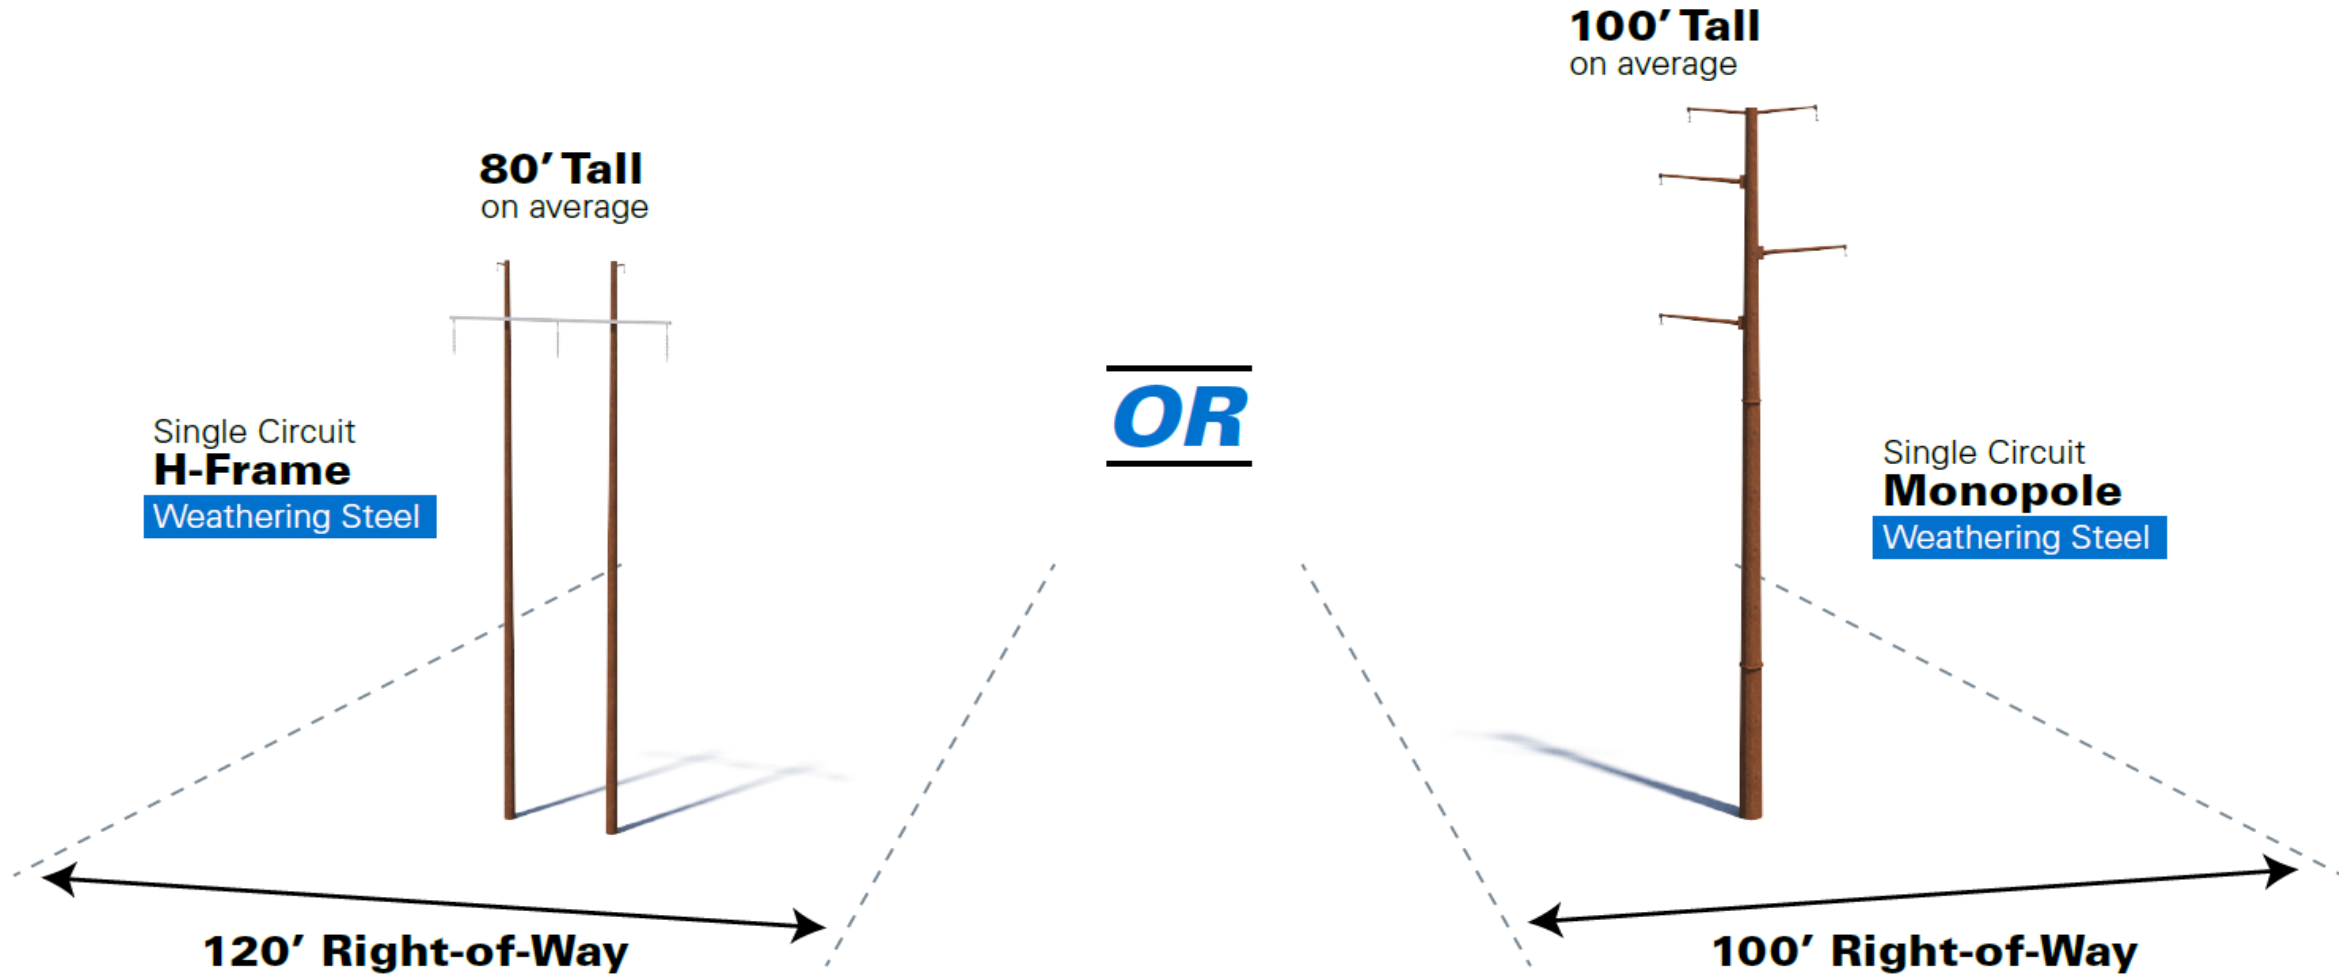 80′ Tall
on average
Single Circuit
H-Frame
Weathering Steel
120′ Right-of-Way
OR
100′ Tall
on average
Single Circuit
Monopole
Weathering Steel
100′ Right-of-Way